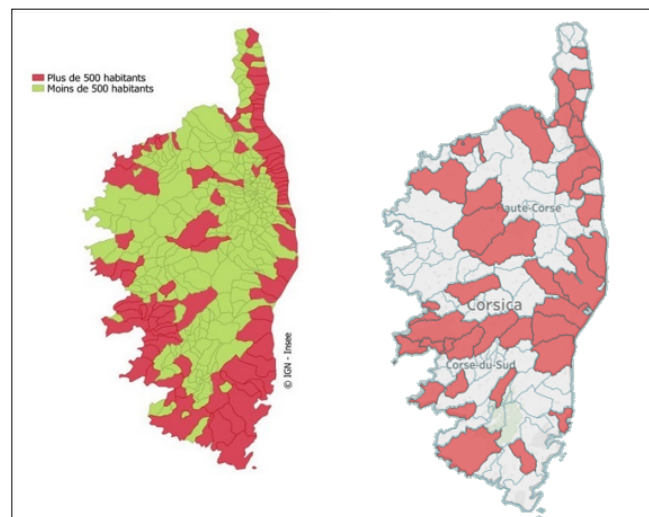 Plus de 500 habitants
Moins de 500 habitants
© IGN - Insee
Haute-Corse
Corsica
Corse-du-Sud